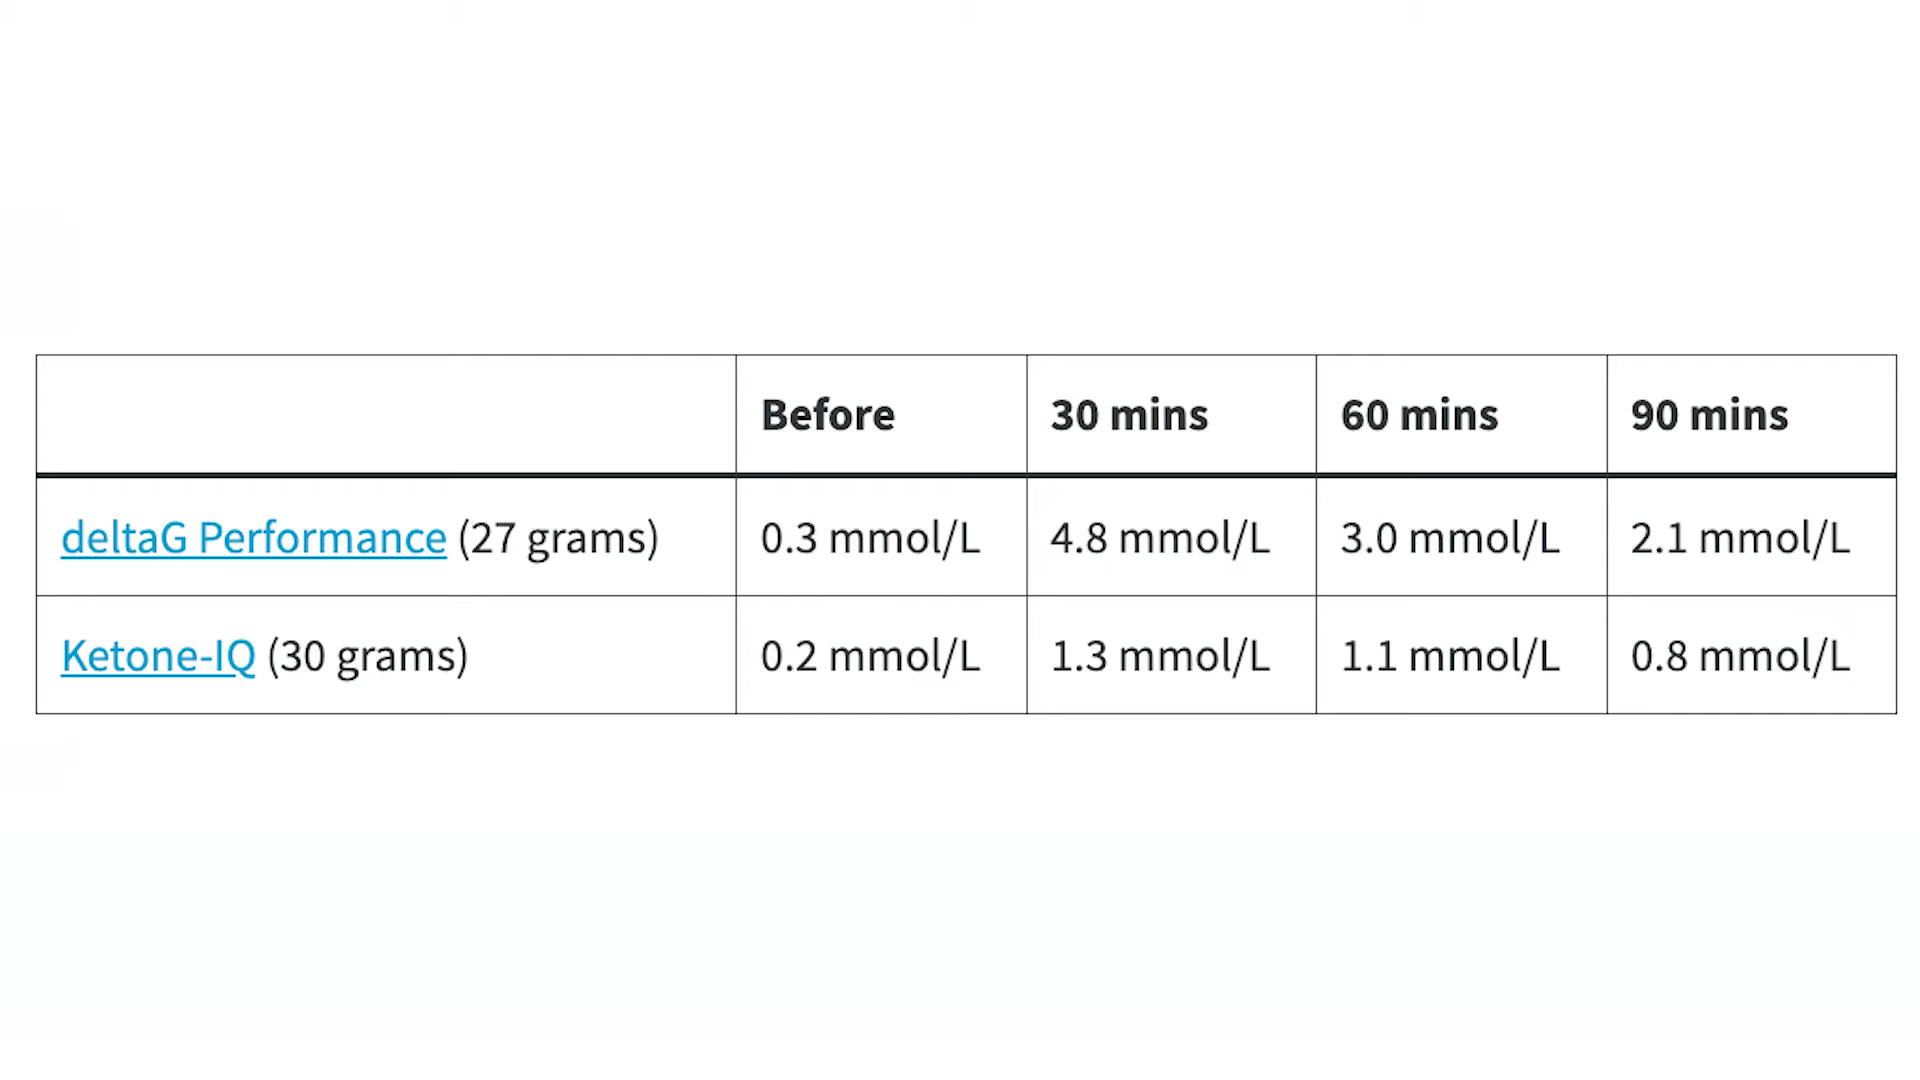 Before 30 mins 60 mins 90 mins
deltaG Performance (27 grams) 0.3 mmol/L 4.8 mmol/L 3.0 mmol/L 2.1 mmol/L
Ketone-IQ (30 grams) 0.2 mmol/L 1.3 mmol/L 1.1 mmol/L 0.8 mmol/L